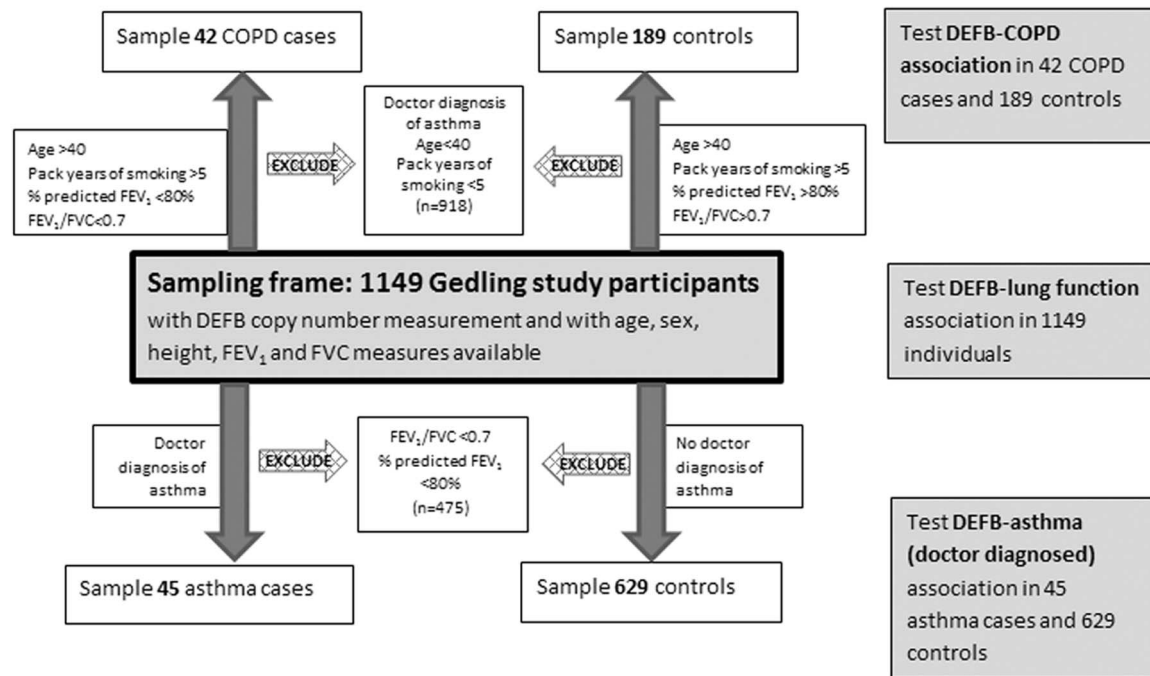 Sample 42 COPD cases
Sample 189 controls
Test DEFB-COPD
association in 42 COPD
cases and 189 controls
Age >40
Pack years of smoking >5
% predicted FEV₁ <80%
FEV₁/FVC<0.7
EXCLUDE
Doctor diagnosis
of asthma
Age<40
Pack years of
smoking <5
(n=918)
EXCLUDE
Age >40
Pack years of smoking >5
% predicted FEV₁ >80%
FEV₁/FVC>0.7
Sampling frame: 1149 Gedling study participants
with DEFB copy number measurement and with age, sex,
height, FEV₁ and FVC measures available
Test DEFB-lung function
association in 1149
individuals
Doctor
diagnosis of
asthma
EXCLUDE
FEV₁/FVC <0.7
% predicted FEV₁
<80%
(n=475)
EXCLUDE
No doctor
diagnosis of
asthma
Sample 45 asthma cases
Sample 629 controls
Test DEFB-asthma
(doctor diagnosed)
association in 45
asthma cases and 629
controls